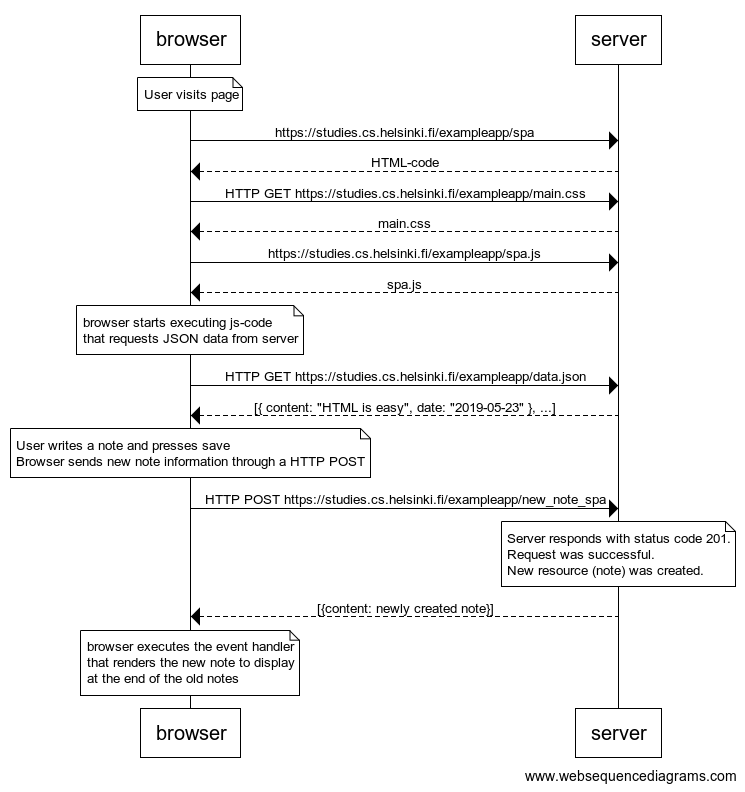 browser
server
User visits page
https://studies.cs.helsinki.fi/exampleapp/spa
HTML-code
HTTP GET https://studies.cs.helsinki.fi/exampleapp/main.css
main.css
https://studies.cs.helsinki.fi/exampleapp/spa.js
spa.js
browser starts executing js-code
that requests JSON data from server
HTTP GET https://studies.cs.helsinki.fi/exampleapp/data.json
[{ content: "HTML is easy", date: "2019-05-23" }, ...]
User writes a note and presses save
Browser sends new note information through a HTTP POST
HTTP POST https://studies.cs.helsinki.fi/exampleapp/new_note_spa
Server responds with status code 201.
Request was successful.
New resource (note) was created.
[{content: newly created note}]
browser executes the event handler
that renders the new note to display
at the end of the old notes
browser
server
www.websequencediagrams.com